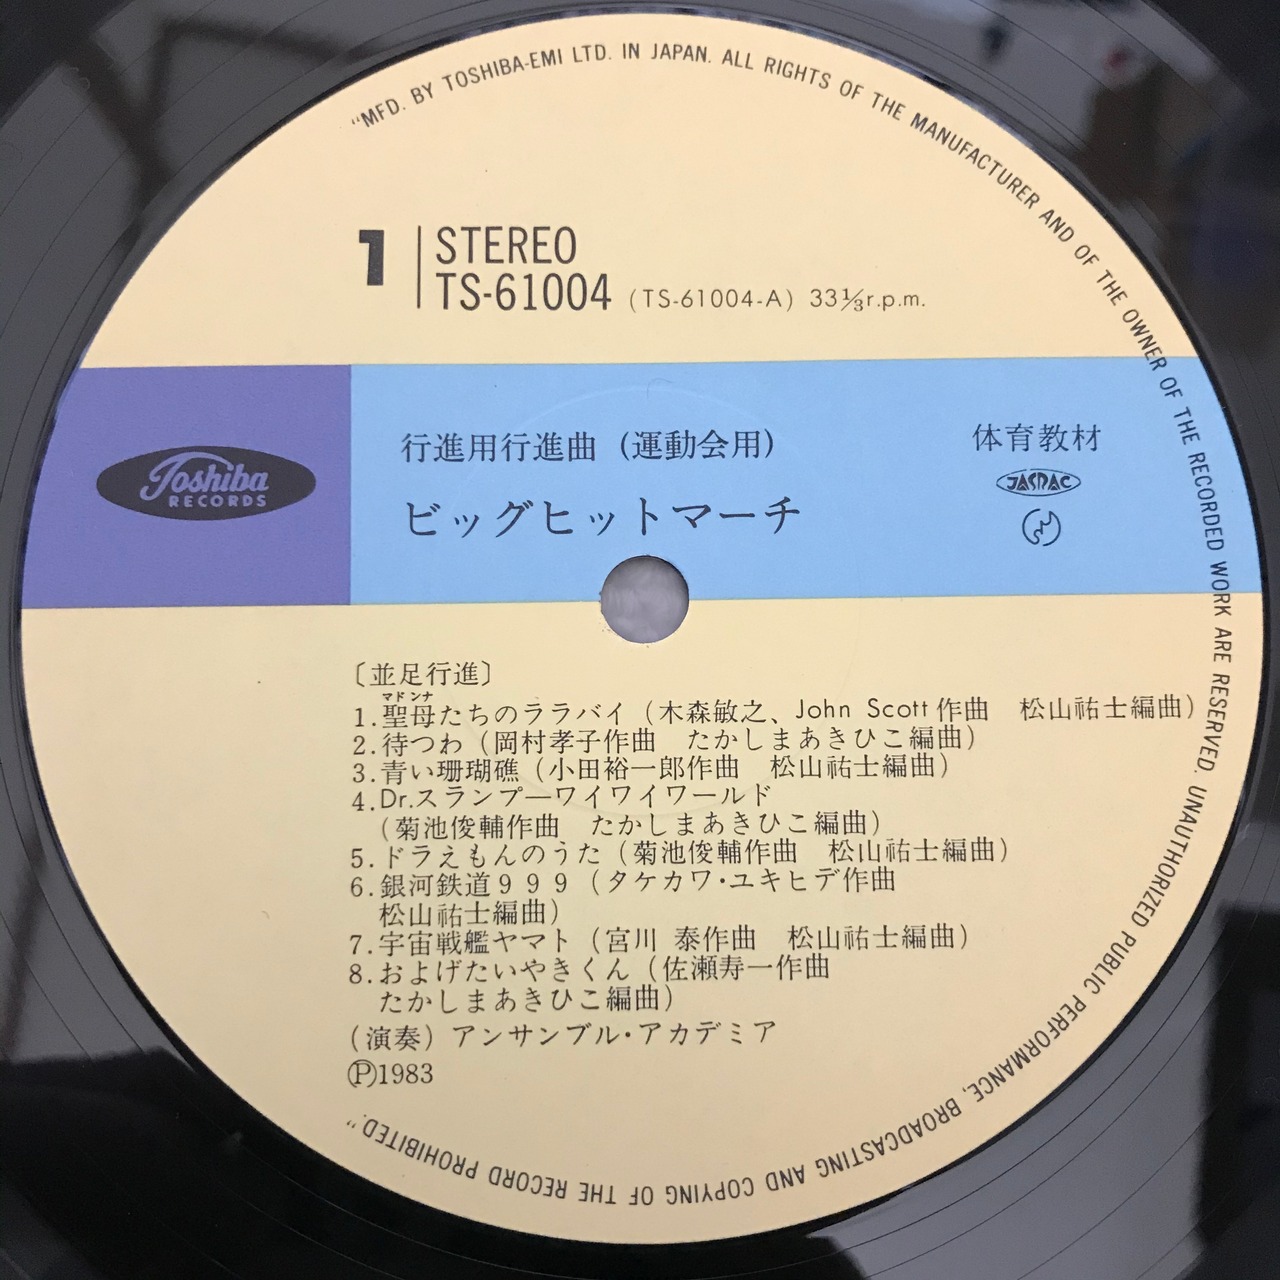 "MFD. BY TOSHIBA-EMI LTD. IN JAPAN. ALL RIGHTS OF THE MANUFACTURER AND OF THE OWNER OF THE RECORDED WORK ARE RESERVED. UNAUTHORIZED PUBLIC PERFORMANCE, BROADCASTING AND COPYING OF THE RECORD PROHIBITED."
1
STEREO
TS-61004 (TS-61004-A) 33⅓r.p.m.
Toshiba
RECORDS
行進用行進曲(運動会用)
ビッグヒットマーチ
体育教材
JASRAC
〔並足行進〕
マドンナ
1.聖母たちのララバイ(木森敏之、John Scott作曲 松山祐士編曲)
2.待つわ(岡村孝子作曲 たかしまあきひこ編曲)
3.青い珊瑚礁(小田裕一郎作曲 松山祐士編曲)
4.Dr.スランプーワイワイワールド
(菊池俊輔作曲 たかしまあきひこ編曲)
5.ドラえもんのうた(菊池俊輔作曲 松山祐士編曲)
6.銀河鉄道999(タケカワ・ユキヒデ作曲
松山祐士編曲)
7.宇宙戦艦ヤマト(宮川 泰作曲 松山祐士編曲)
8.およげたいやきくん(佐瀬寿一作曲
たかしまあきひこ編曲)
(演奏)アンサンブル・アカデミア
Ⓟ1983